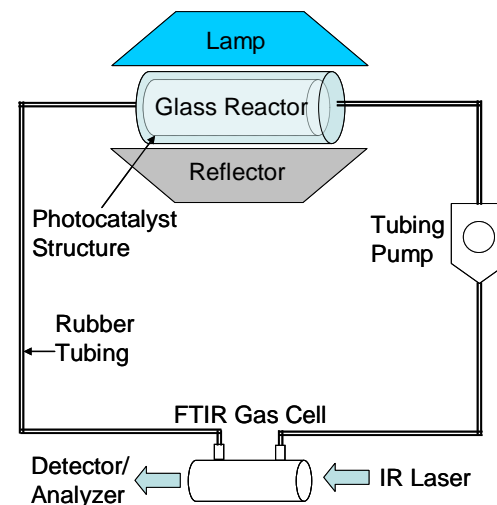 Lamp
Glass Reactor
Reflector
Photocatalyst
Structure
Tubing
Pump
Rubber
Tubing
FTIR Gas Cell
Detector/
Analyzer
IR Laser